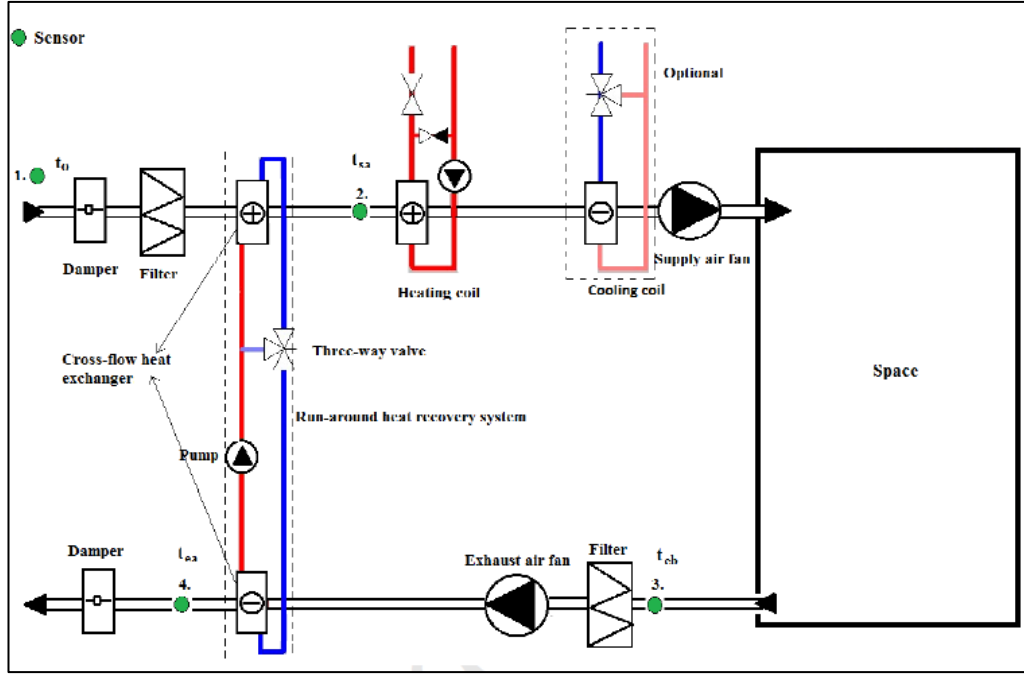 Sensor
Optional
1.
t₀
tsa
2.
Damper
Filter
Heating coil
Cooling coil
Supply air fan
Cross-flow heat
exchanger
Three-way valve
Space
Run-around heat recovery system
Pump
Damper
tea
4.
Exhaust air fan
Filter
teb
3.